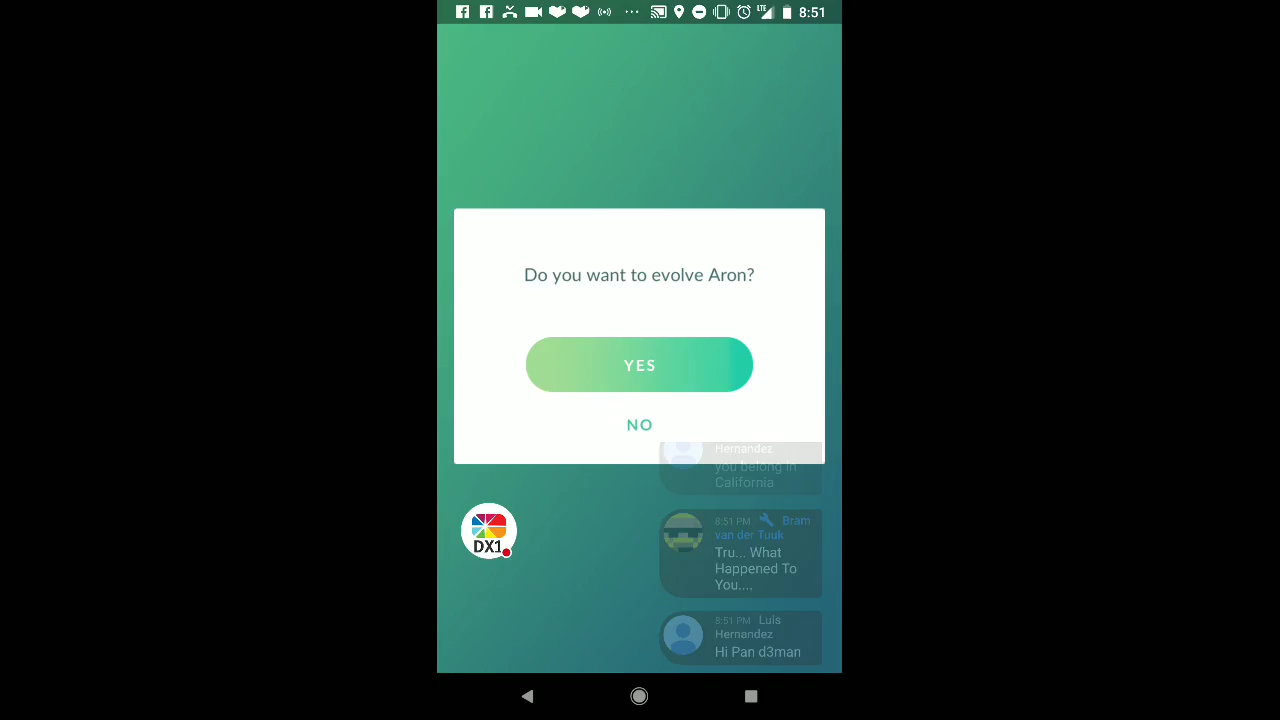 LTE 8:51
Do you want to evolve Aron?
YES
NO
Hernandez
you belong in
California
DX1
8:51 PM Bram
van der Tuuk
Tru... What
Happened To
You....
8:51 PM Luis
Hernandez
Hi Pan d3man